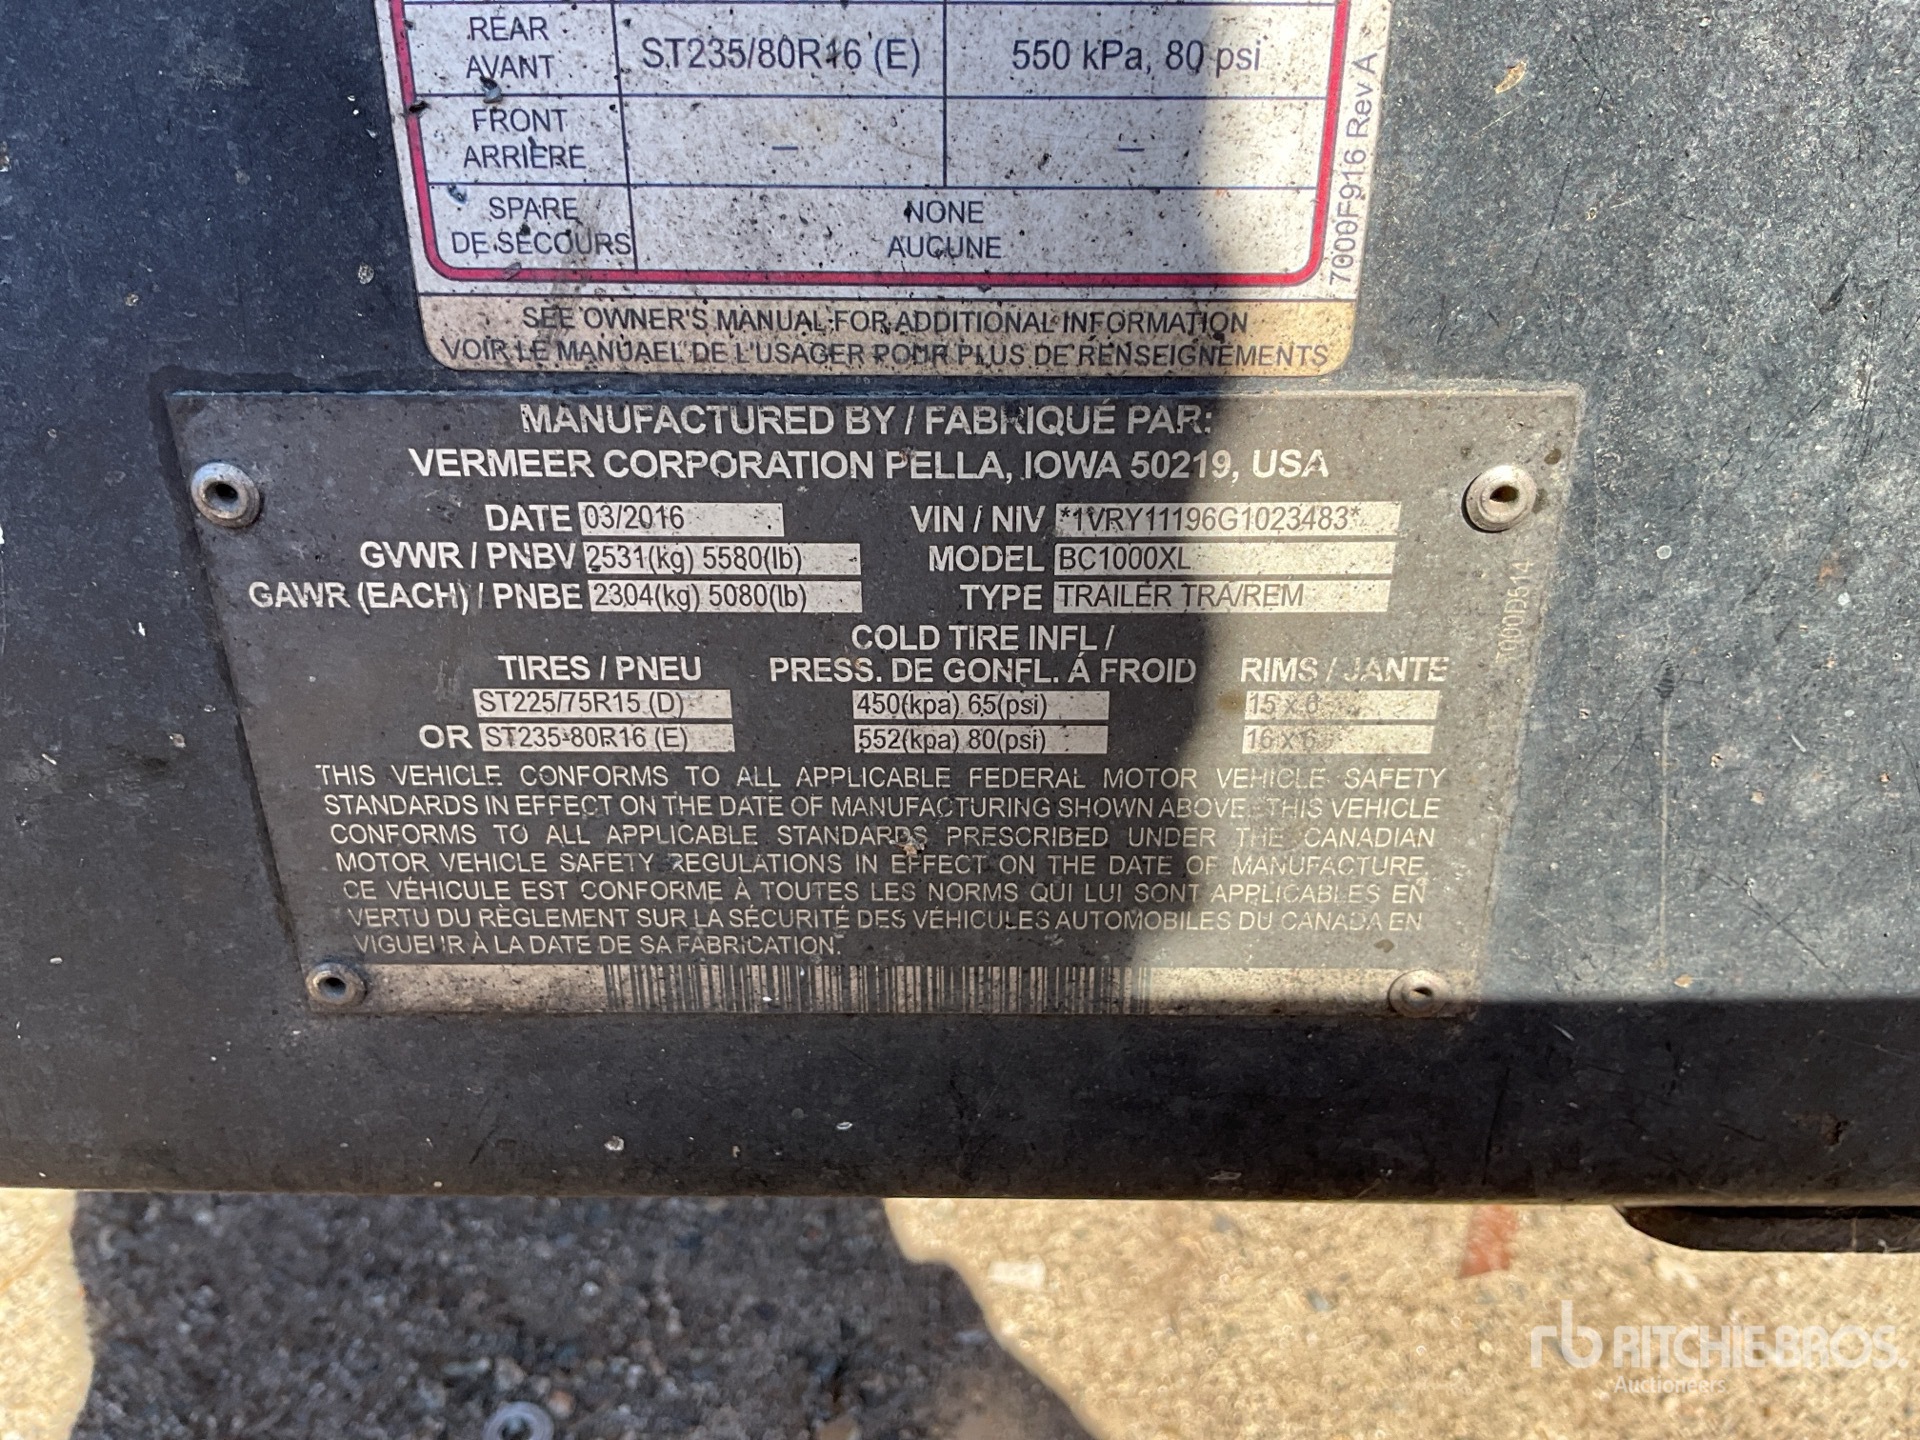 REAR
AVANT
ST235/80R16 (E)
550 kPa, 80 psi
FRONT
ARRIÈRE
–
–
SPARE
DE SECOURS
NONE
AUCUNE
7000F916 Rev A
SEE OWNER'S MANUAL FOR ADDITIONAL INFORMATION
VOIR LE MANUAEL DE L'USAGER POMR PLUS DE RENSEIGNEMENTS
MANUFACTURED BY / FABRIQUÉ PAR:
VERMEER CORPORATION PELLA, IOWA 50219, USA
DATE 03/2016 VIN / NIV *1VRY11196G1023483*
GVWR / PNBV 2531(kg) 5580(lb) MODEL BC1000XL
GAWR (EACH) / PNBE 2304(kg) 5080(lb) TYPE TRAILER TRA/REM
COLD TIRE INFL /
TIRES / PNEU PRESS. DE GONFL. À FROID RIMS / JANTE
ST225/75R15 (D) 450(kpa) 65(psi) 15 x 6
OR ST235-80R16 (E) 552(kpa) 80(psi) 16 x 6
THIS VEHICLE CONFORMS TO ALL APPLICABLE FEDERAL MOTOR VEHICLE SAFETY
STANDARDS IN EFFECT ON THE DATE OF MANUFACTURING SHOWN ABOVE. THIS VEHICLE
CONFORMS TO ALL APPLICABLE STANDARDS PRESCRIBED UNDER THE CANADIAN
MOTOR VEHICLE SAFETY REGULATIONS IN EFFECT ON THE DATE OF MANUFACTURE.
CE VÉHICULE EST CONFORME À TOUTES LES NORMS QUI LUI SONT APPLICABLES EN
VERTU DU RÈGLEMENT SUR LA SÉCURITÉ DES VÉHICULES AUTOMOBILES DU CANADA EN
VIGUEUR À LA DATE DE SA FABRICATION.
rb RITCHIE BROS.
Auctioneers